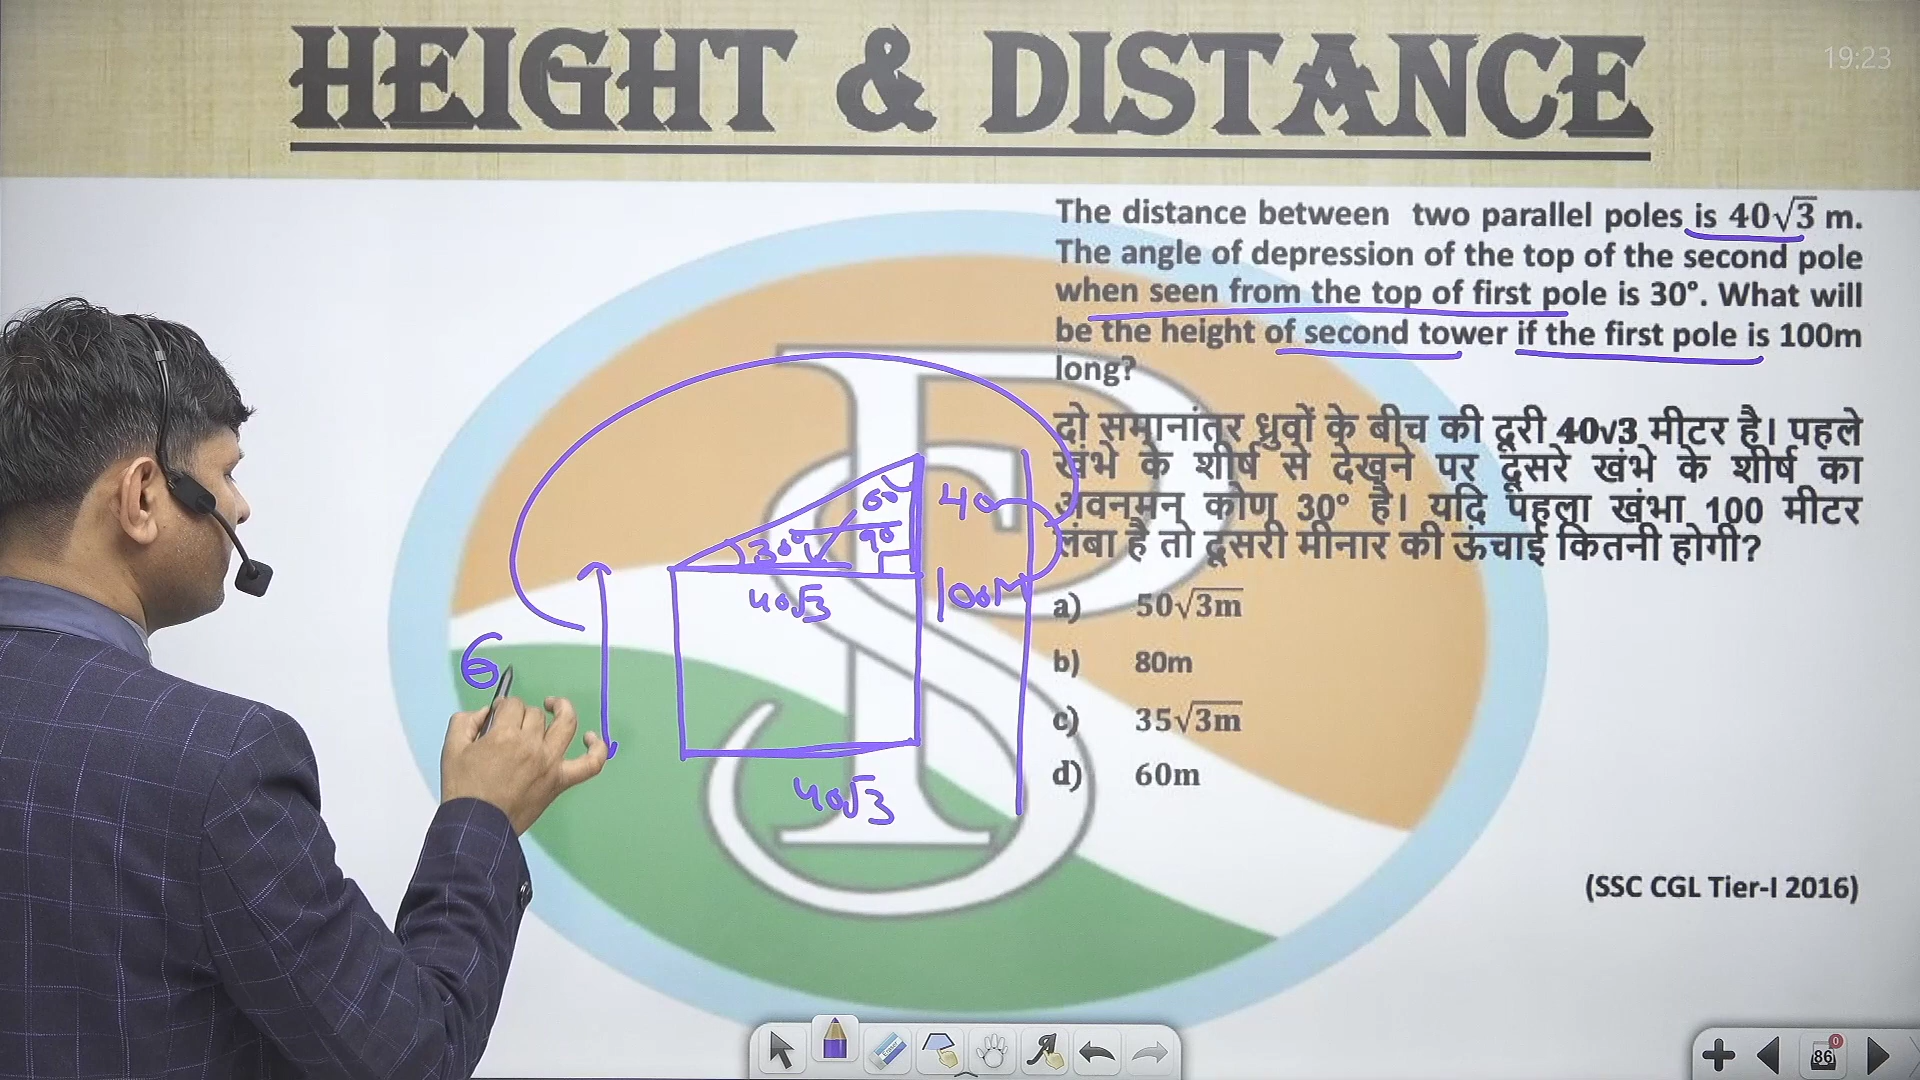 HEIGHT & DISTANCE
19:23
The distance between two parallel poles is 40√3 m.
The angle of depression of the top of the second pole
when seen from the top of first pole is 30°. What will
be the height of second tower if the first pole is 100m
long?
दो समानांतर ध्रुवों के बीच की दूरी 40√3 मीटर है। पहले
खंभे के शीर्ष से देखने पर दूसरे खंभे के शीर्ष का
अवनमन कोण 30° है। यदि पहला खंभा 100 मीटर
लंबा है तो दूसरी मीनार की ऊंचाई कितनी होगी?
a) 50√3m
b) 80m
c) 35√3m
d) 60m
(SSC CGL Tier-I 2016)
60
40
30°
90
40√3
100M
6
40√3
86
0